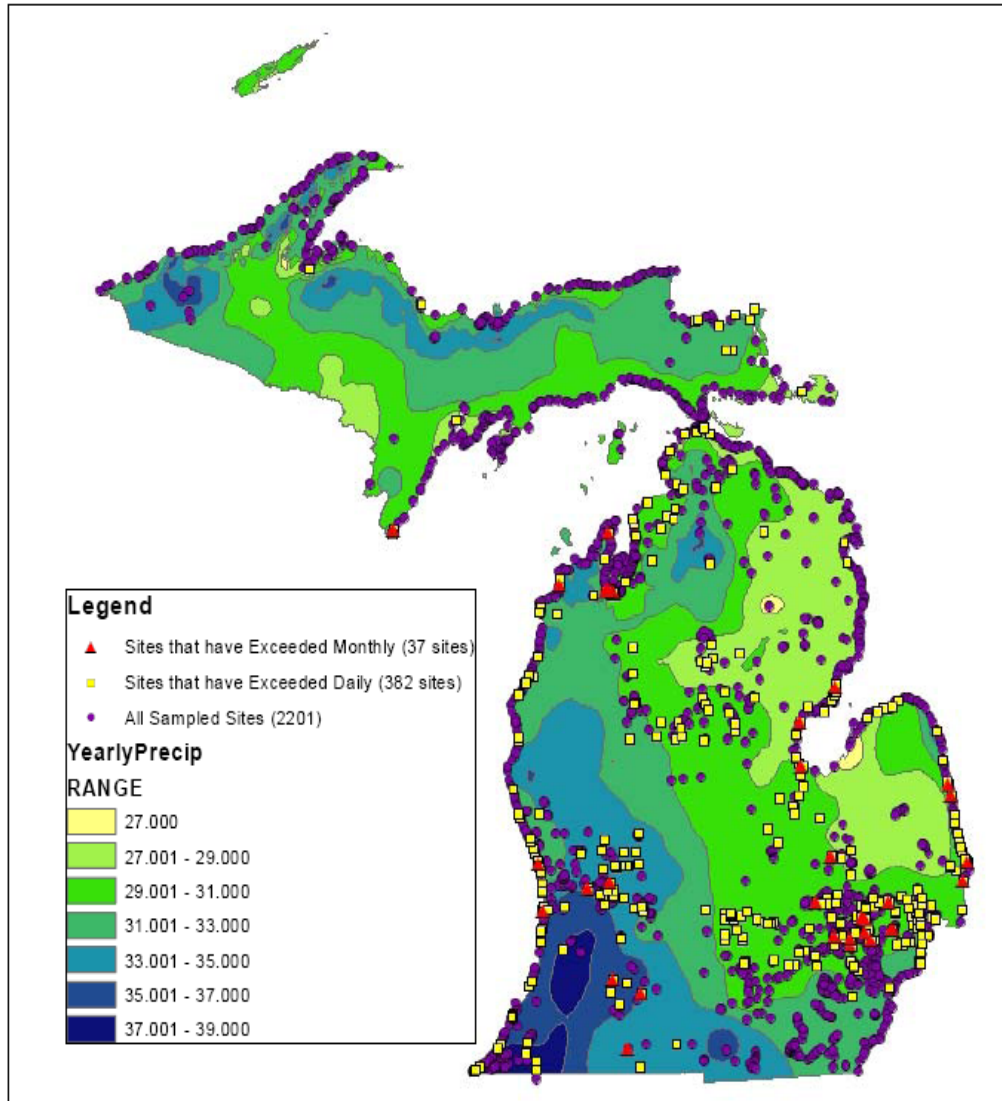 Legend
Sites that have Exceeded Monthly (37 sites)
Sites that have Exceeded Daily (382 sites)
All Sampled Sites (2201)
YearlyPrecip
RANGE
27.000
27.001 - 29.000
29.001 - 31.000
31.001 - 33.000
33.001 - 35.000
35.001 - 37.000
37.001 - 39.000